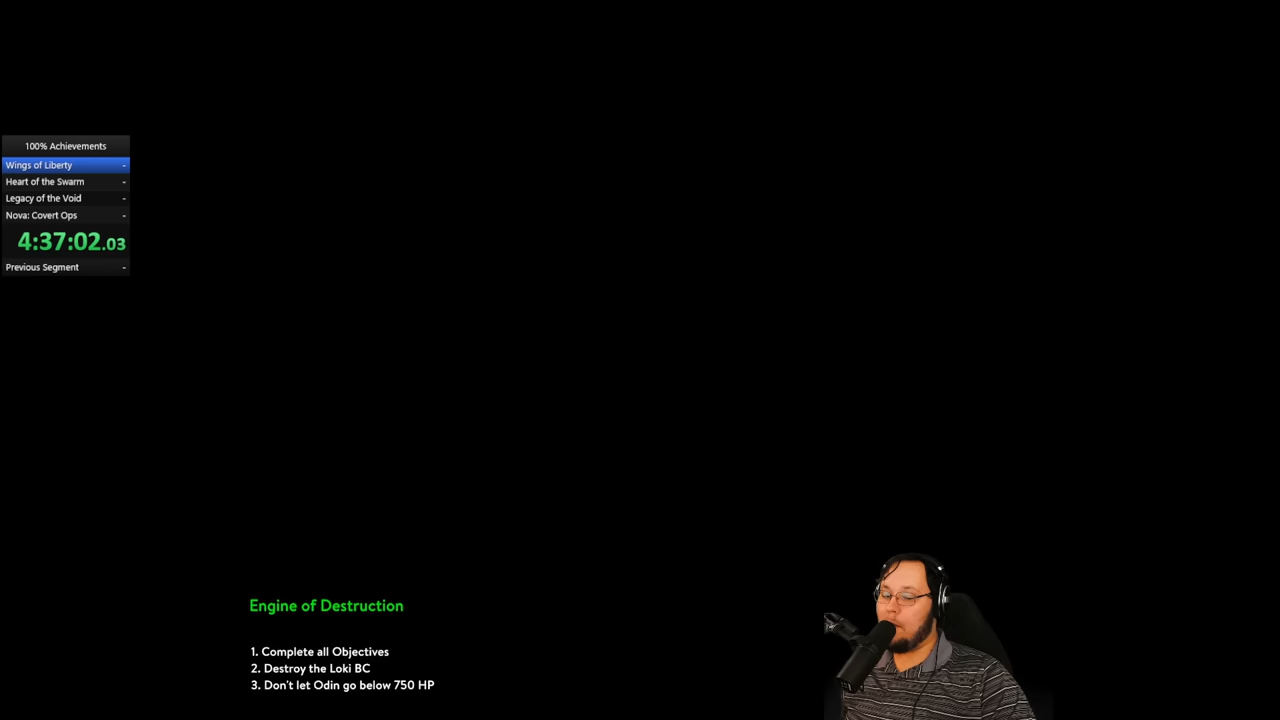 100% Achievements
Wings of Liberty -
Heart of the Swarm -
Legacy of the Void -
Nova: Covert Ops -
4:37:02.03
Previous Segment -
Engine of Destruction
1. Complete all Objectives
2. Destroy the Loki BC
3. Don't let Odin go below 750 HP